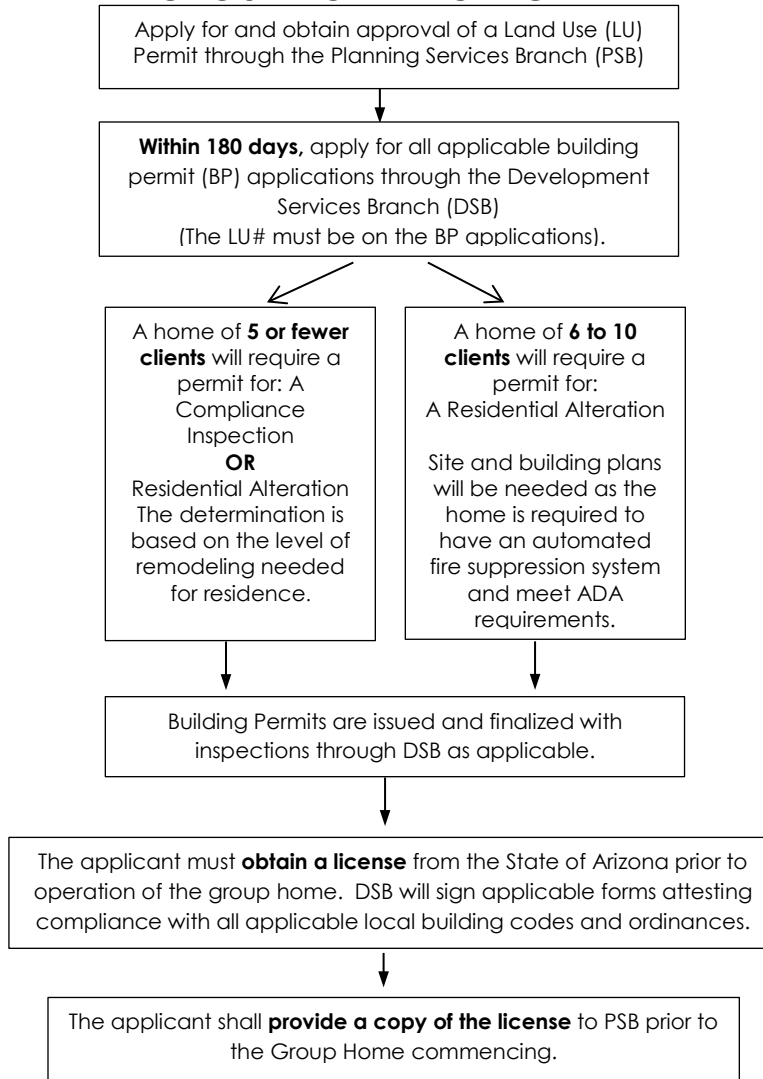 Apply for and obtain approval of a Land Use (LU)
Permit through the Planning Services Branch (PSB)
Within 180 days, apply for all applicable building
permit (BP) applications through the Development
Services Branch (DSB)
(The LU# must be on the BP applications).
A home of 5 or fewer
clients will require a
permit for: A
Compliance
Inspection
OR
Residential Alteration
The determination is
based on the level of
remodeling needed
for residence.
A home of 6 to 10
clients will require a
permit for:
A Residential Alteration
Site and building plans
will be needed as the
home is required to
have an automated
fire suppression system
and meet ADA
requirements.
Building Permits are issued and finalized with
inspections through DSB as applicable.
The applicant must obtain a license from the State of Arizona prior to
operation of the group home. DSB will sign applicable forms attesting
compliance with all applicable local building codes and ordinances.
The applicant shall provide a copy of the license to PSB prior to
the Group Home commencing.